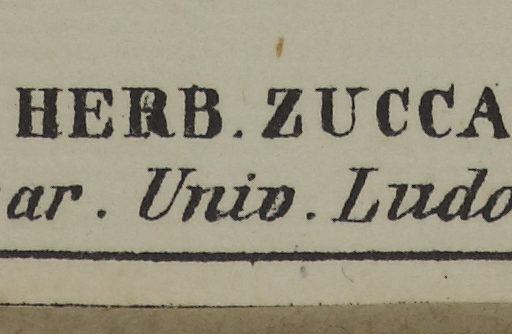 HERB. ZUCCA
ar. Univ. Ludo